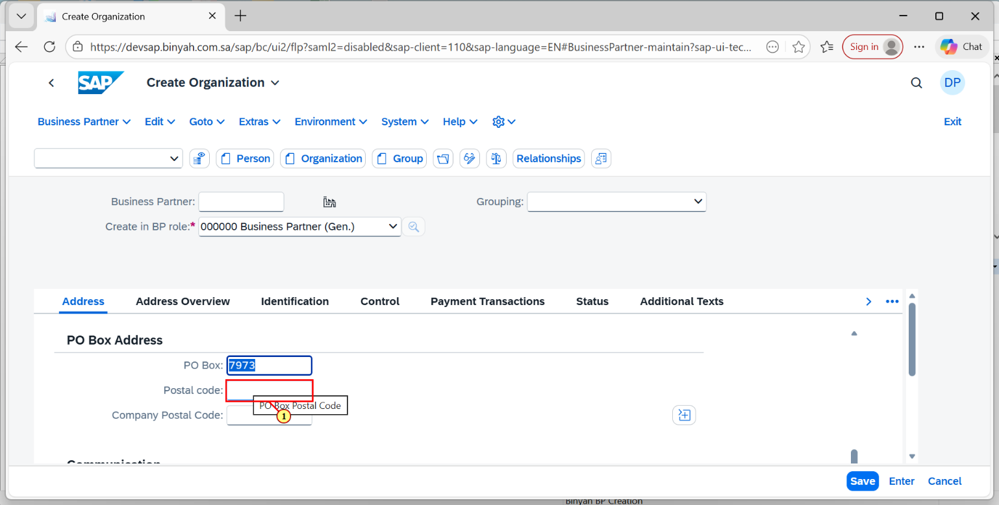 Create Organization
https://devsap.binyah.com.sa/sap/bc/ui2/flp?saml2=disabled&sap-client=110&sap-language=EN#BusinessPartner-maintain?sap-ui-tec...
Sign in
Chat
SAP
Create Organization
DP
Business Partner
Edit
Goto
Extras
Environment
System
Help
Exit
Person
Organization
Group
Relationships
Business Partner:
Grouping:
Create in BP role:*
000000 Business Partner (Gen.)
Address
Address Overview
Identification
Control
Payment Transactions
Status
Additional Texts
PO Box Address
PO Box:
7973
Postal code:
PO Box Postal Code
1
Company Postal Code:
Communication
Save
Enter
Cancel
Binyah BP Creation